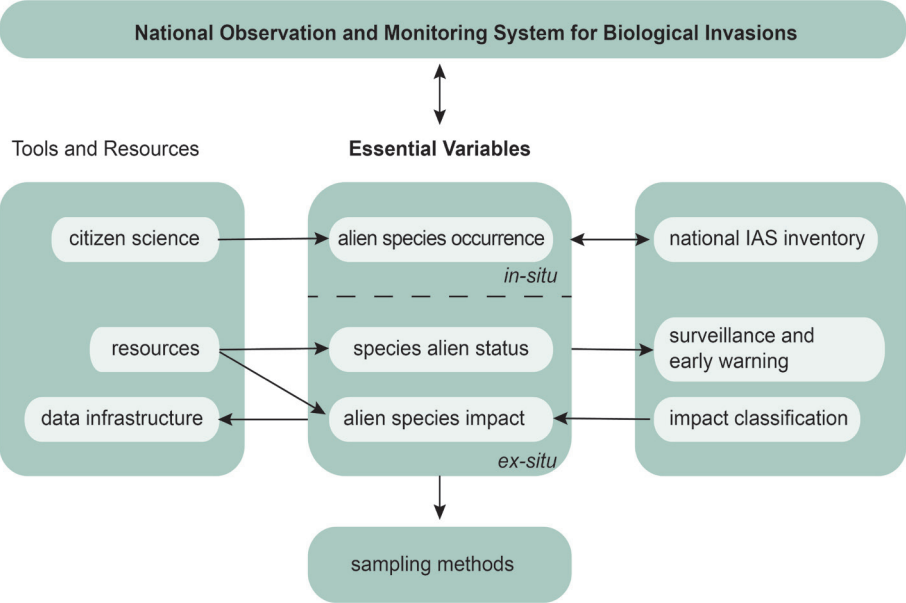 National Observation and Monitoring System for Biological Invasions
Tools and Resources
Essential Variables
citizen science
alien species occurrence
national IAS inventory
in-situ
resources
species alien status
surveillance and
early warning
data infrastructure
alien species impact
impact classification
ex-situ
sampling methods